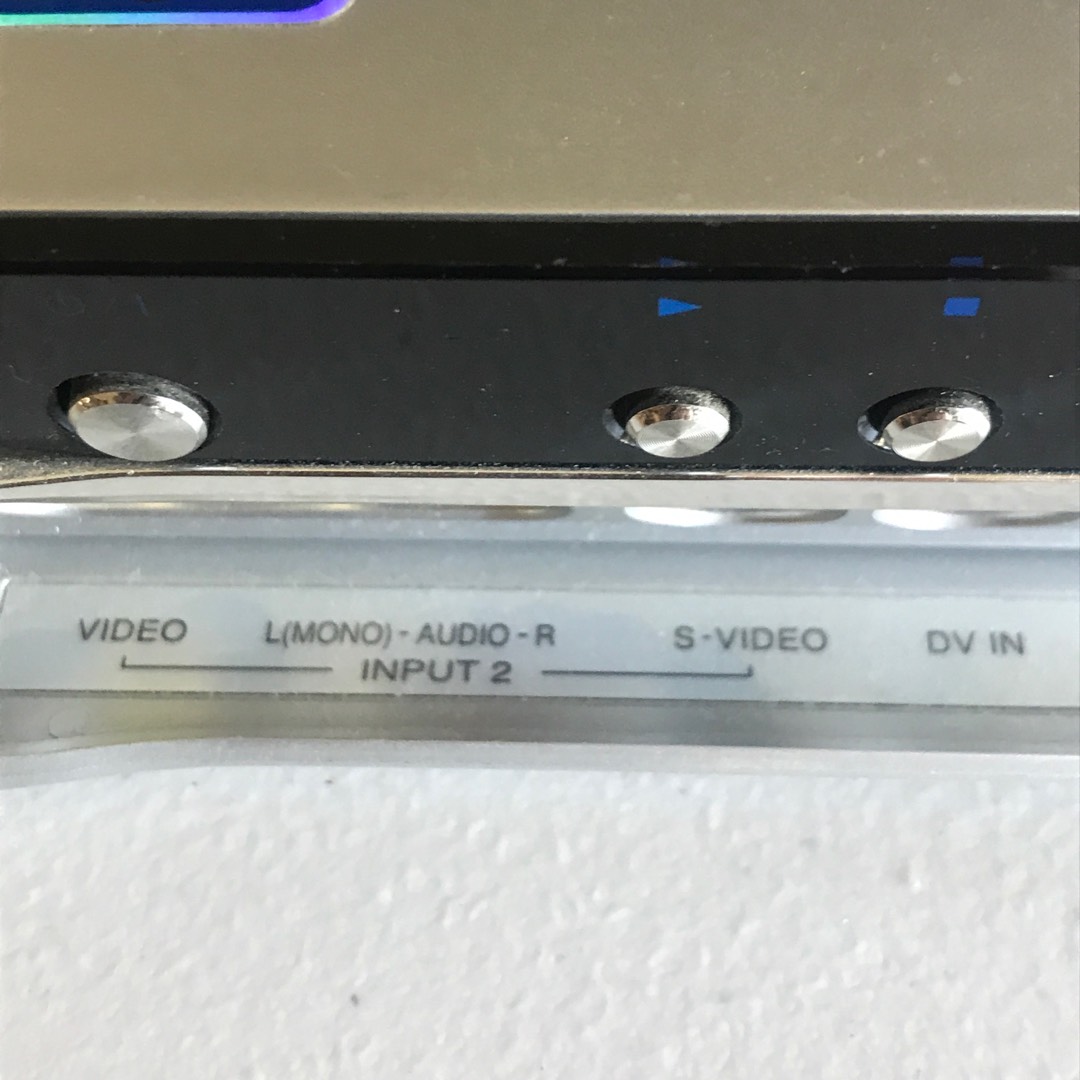 VIDEO L(MONO) - AUDIO - R S-VIDEO DV IN
INPUT 2